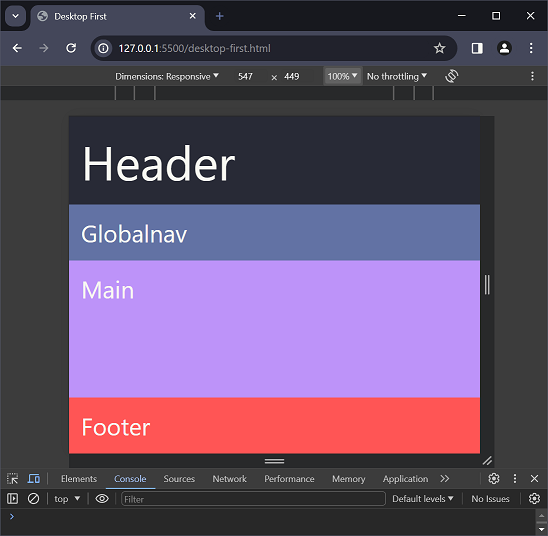 Desktop First
127.0.0.1:5500/desktop-first.html
Dimensions: Responsive 547 × 449 100% No throttling
Header
Globalnav
Main
Footer
Elements Console Sources Network Performance Memory Application
top Filter Default levels No Issues